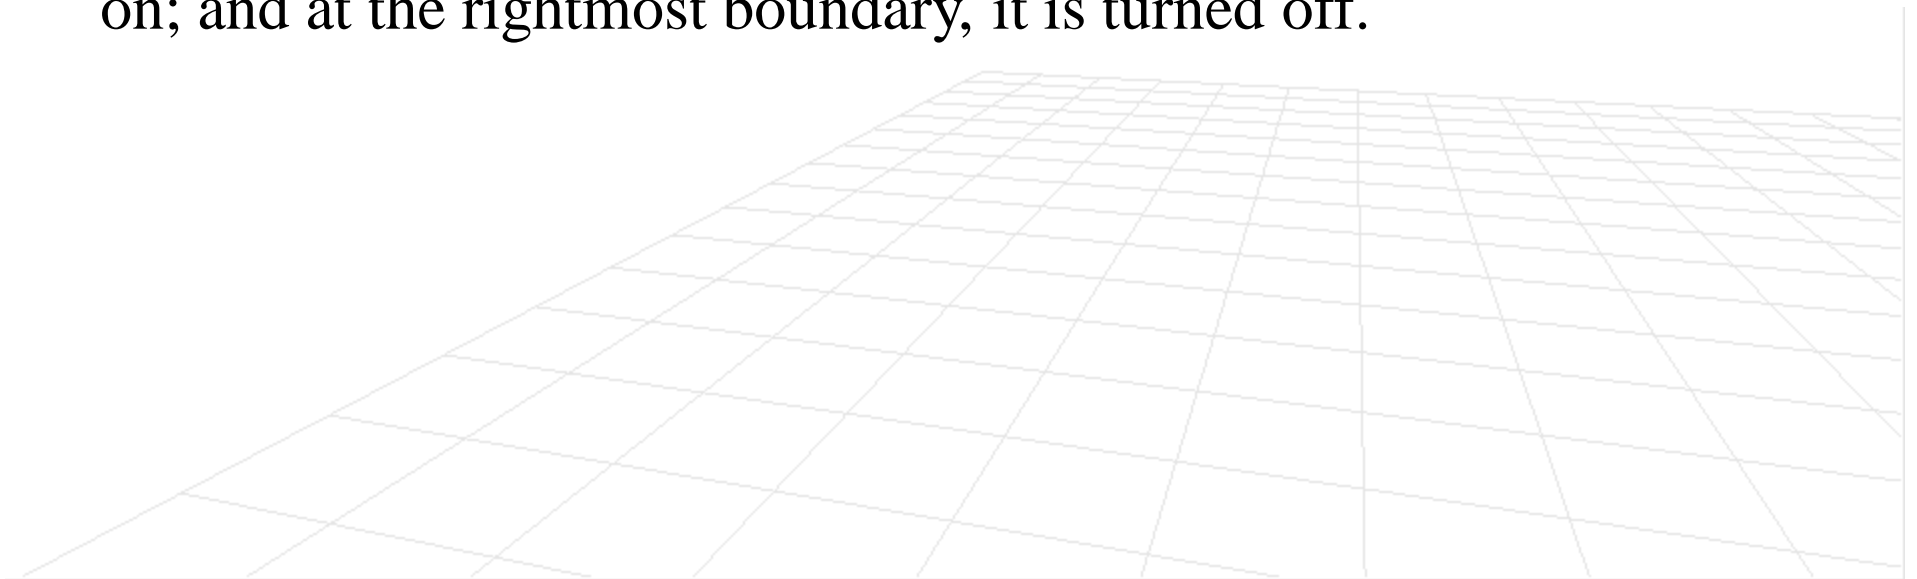 on; and at the rightmost boundary, it is turned off.